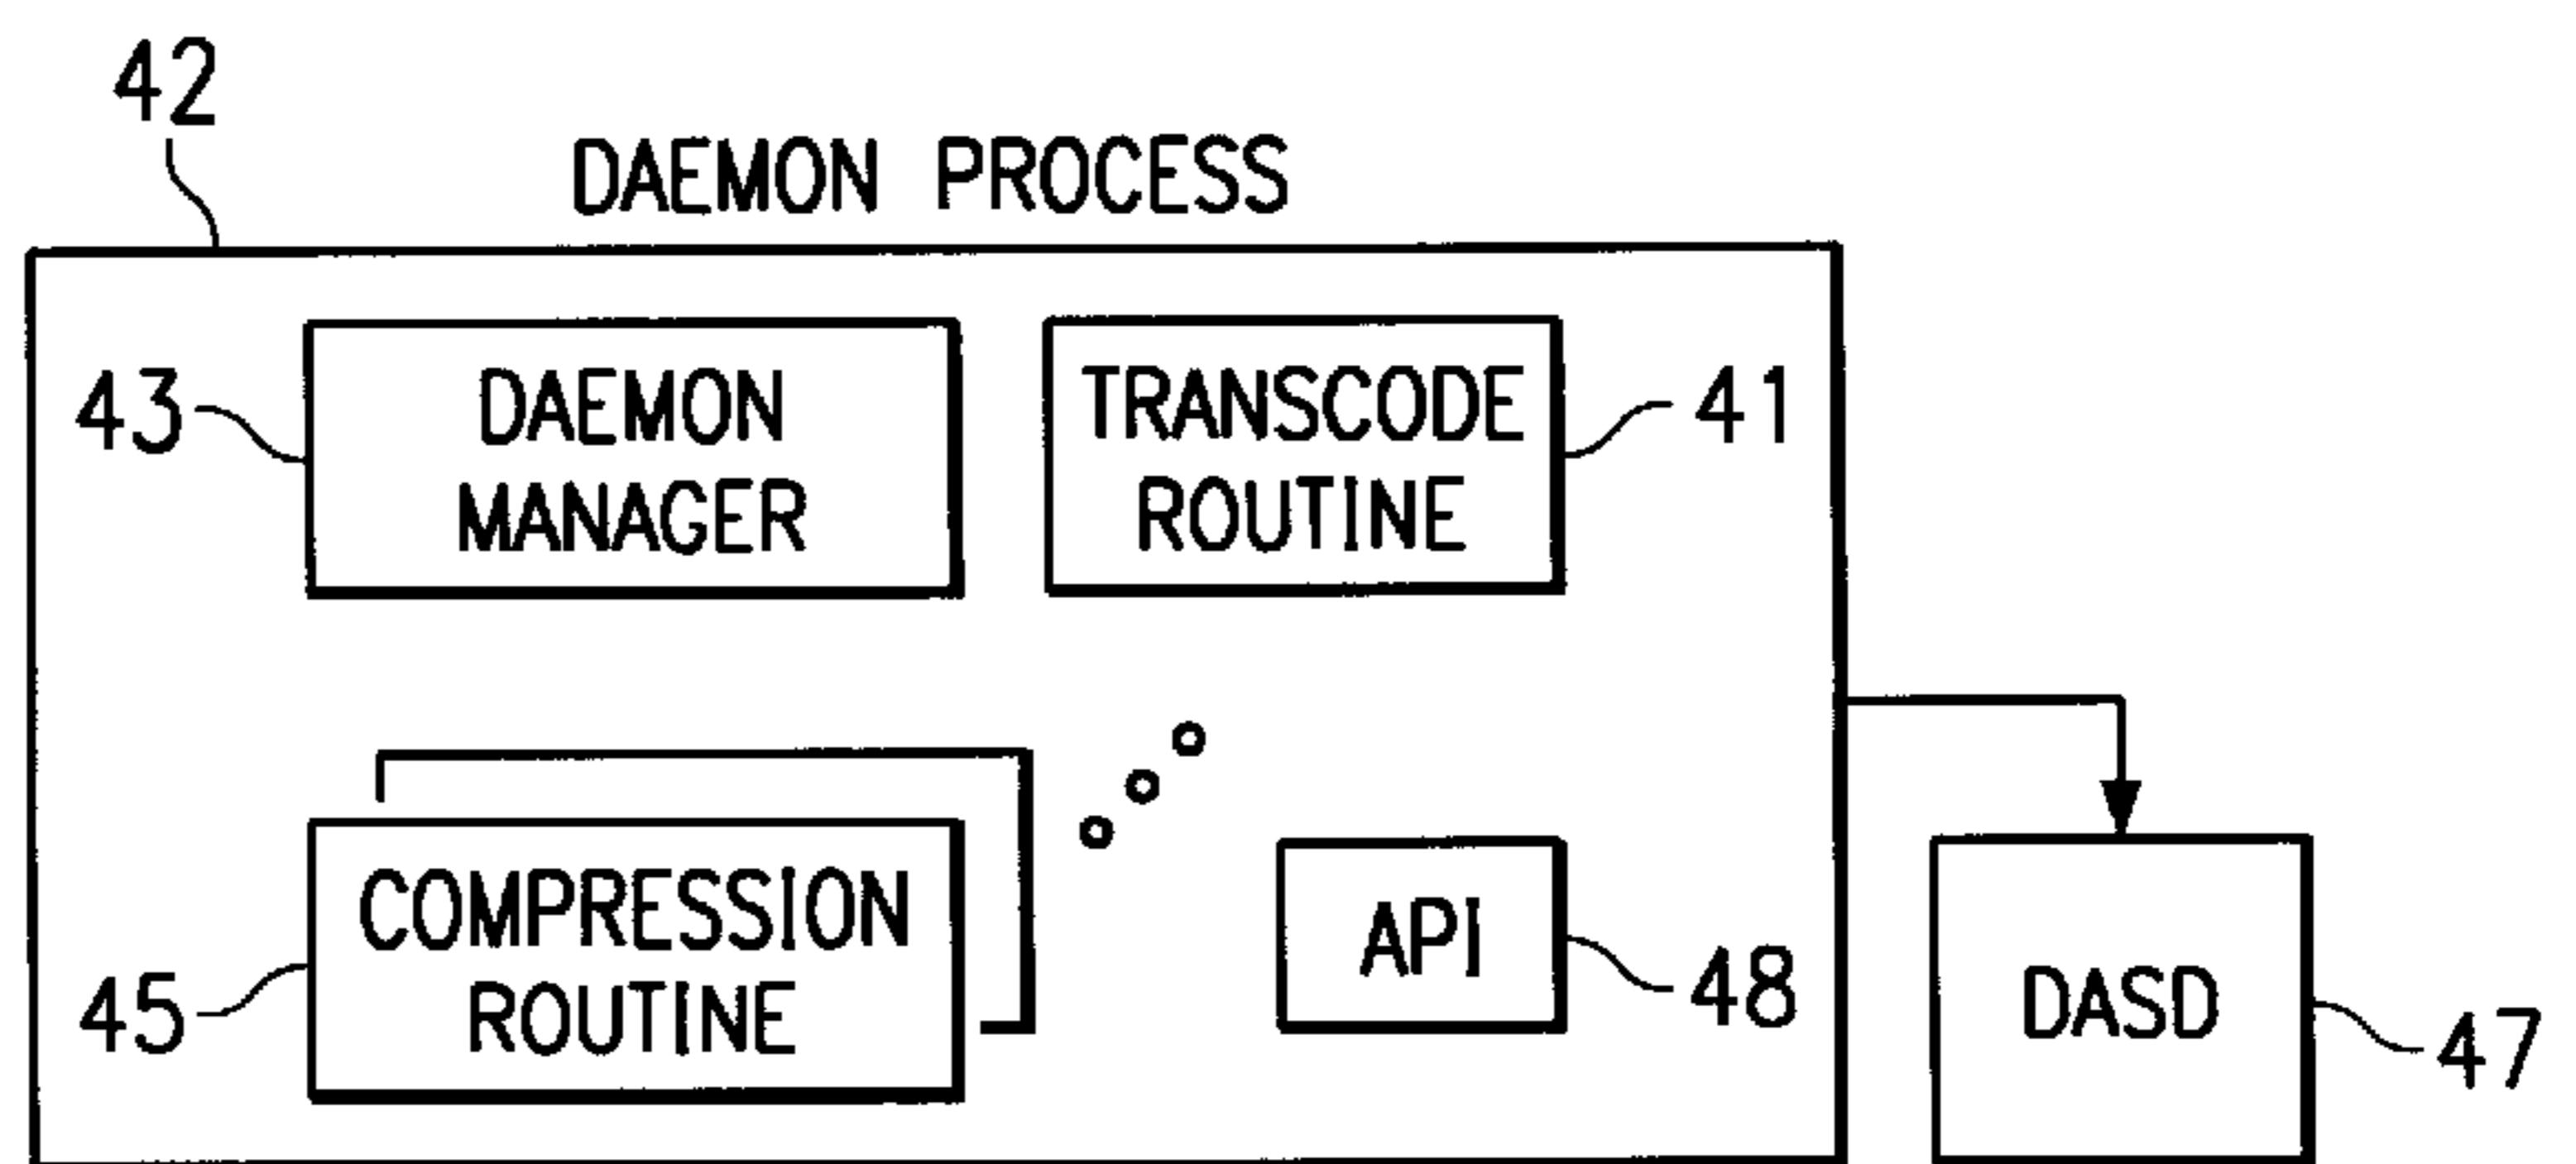 42
DAEMON PROCESS
43
DAEMON
MANAGER
TRANSCODE
ROUTINE
41
45
COMPRESSION
ROUTINE
API
48
DASD
47